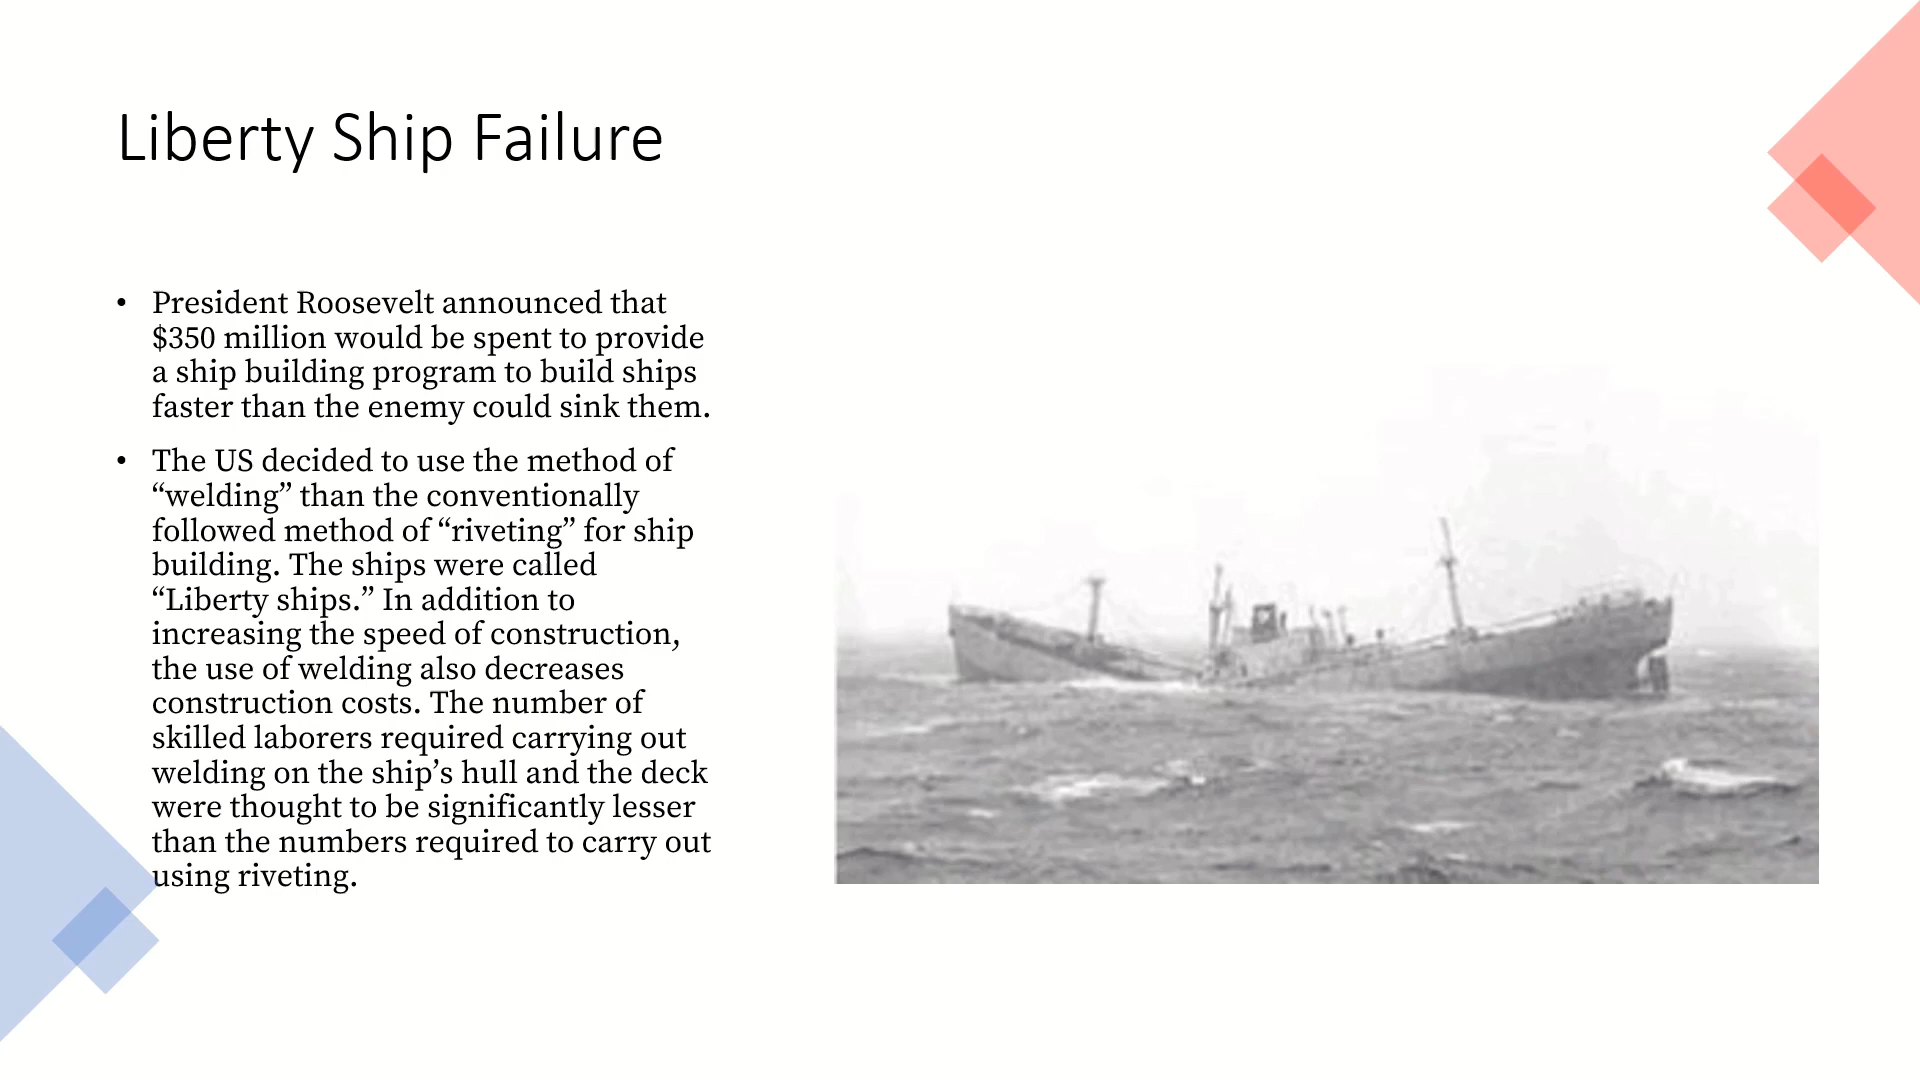 Liberty Ship Failure
• President Roosevelt announced that
$350 million would be spent to provide
a ship building program to build ships
faster than the enemy could sink them.
• The US decided to use the method of
“welding” than the conventionally
followed method of “riveting” for ship
building. The ships were called
“Liberty ships.” In addition to
increasing the speed of construction,
the use of welding also decreases
construction costs. The number of
skilled laborers required carrying out
welding on the ship’s hull and the deck
were thought to be significantly lesser
than the numbers required to carry out
using riveting.